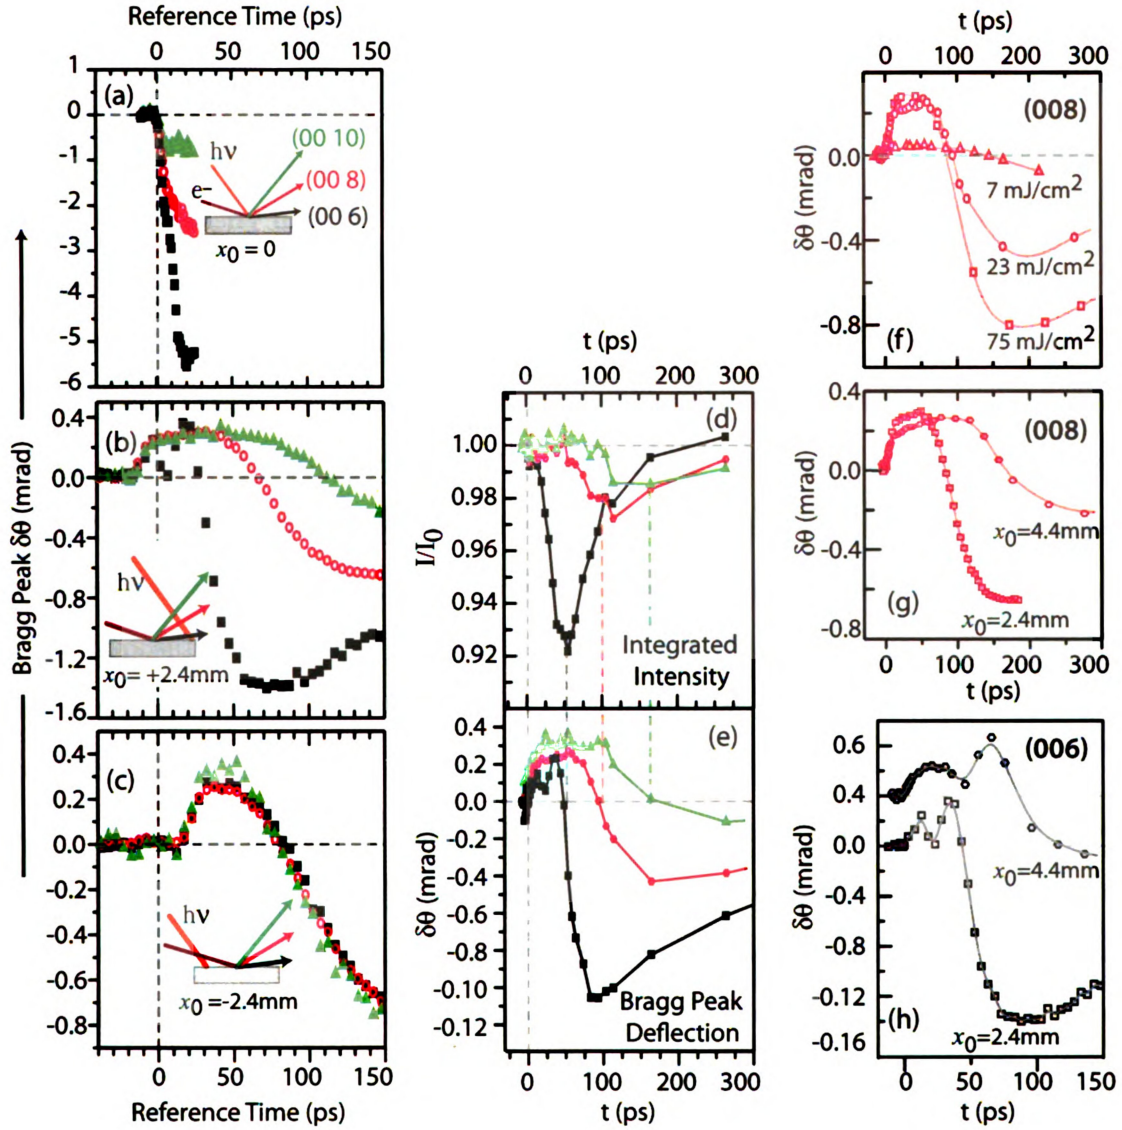 Reference Time (ps)
0 50 100 150
1
0
-1
-2
-3
-4
-5
-6
(a)
hν
e-
(00 10)
(00 8)
(00 6)
x0 = 0
Bragg Peak δθ (mrad)
0.4
0.0
-0.4
-0.8
-1.2
-1.6
(b)
hν
x0= +2.4mm
0.4
0.2
0.0
-0.2
-0.4
-0.6
-0.8
(c)
hν
x0=-2.4mm
0 50 100 150
Reference Time (ps)
t (ps)
0 100 200 300
I/I0
1.00
0.98
0.96
0.94
0.92
(d)
Integrated
Intensity
δθ (mrad)
0.4
0.2
0.0
-0.4
-0.6
-0.8
-0.10
-0.12
(e)
Bragg Peak
Deflection
0 100 200 300
t (ps)
t (ps)
0 100 200 300
δθ (mrad)
0.0
-0.4
-0.8
(008)
7 mJ/cm2
23 mJ/cm2
75 mJ/cm2
(f)
δθ (mrad)
0.4
0.0
-0.4
-0.8
(008)
x0=4.4mm
(g)
x0=2.4mm
0 100 200 300
t (ps)
δθ (mrad)
0.6
0.4
0.0
-0.4
-0.8
-0.12
-0.16
(006)
x0=4.4mm
(h)
x0=2.4mm
0 50 100 150
t (ps)